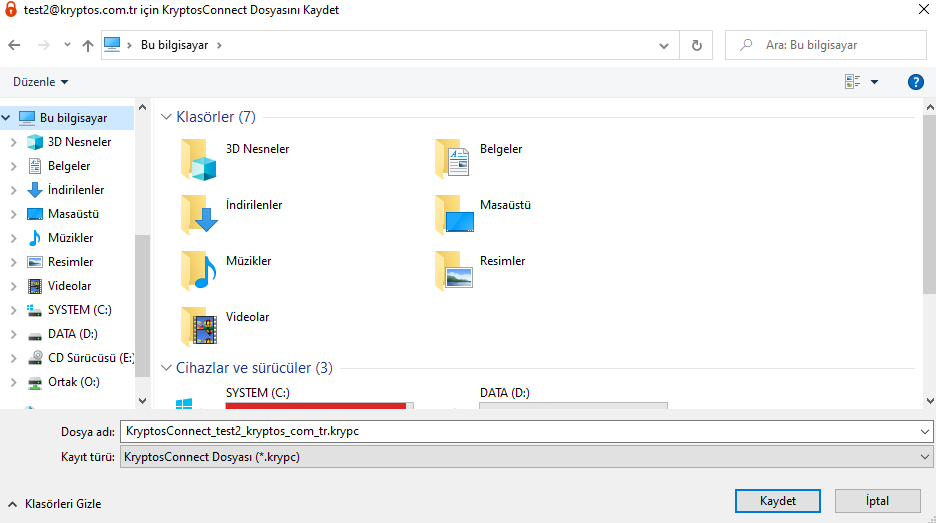 test2@kryptos.com.tr için KryptosConnect Dosyasını Kaydet
Bu bilgisayar
Ara: Bu bilgisayar
Düzenle
Bu bilgisayar
3D Nesneler
Belgeler
İndirilenler
Masaüstü
Müzikler
Resimler
Videolar
SYSTEM (C:)
DATA (D:)
CD Sürücüsü (E:)
Ortak (O:)
Klasörler (7)
3D Nesneler
Belgeler
İndirilenler
Masaüstü
Müzikler
Resimler
Videolar
Cihazlar ve sürücüler (3)
SYSTEM (C:)
DATA (D:)
Dosya adı: KryptosConnect_test2_kryptos_com_tr.krypc
Kayıt türü: KryptosConnect Dosyası (*.krypc)
Klasörleri Gizle
Kaydet
İptal